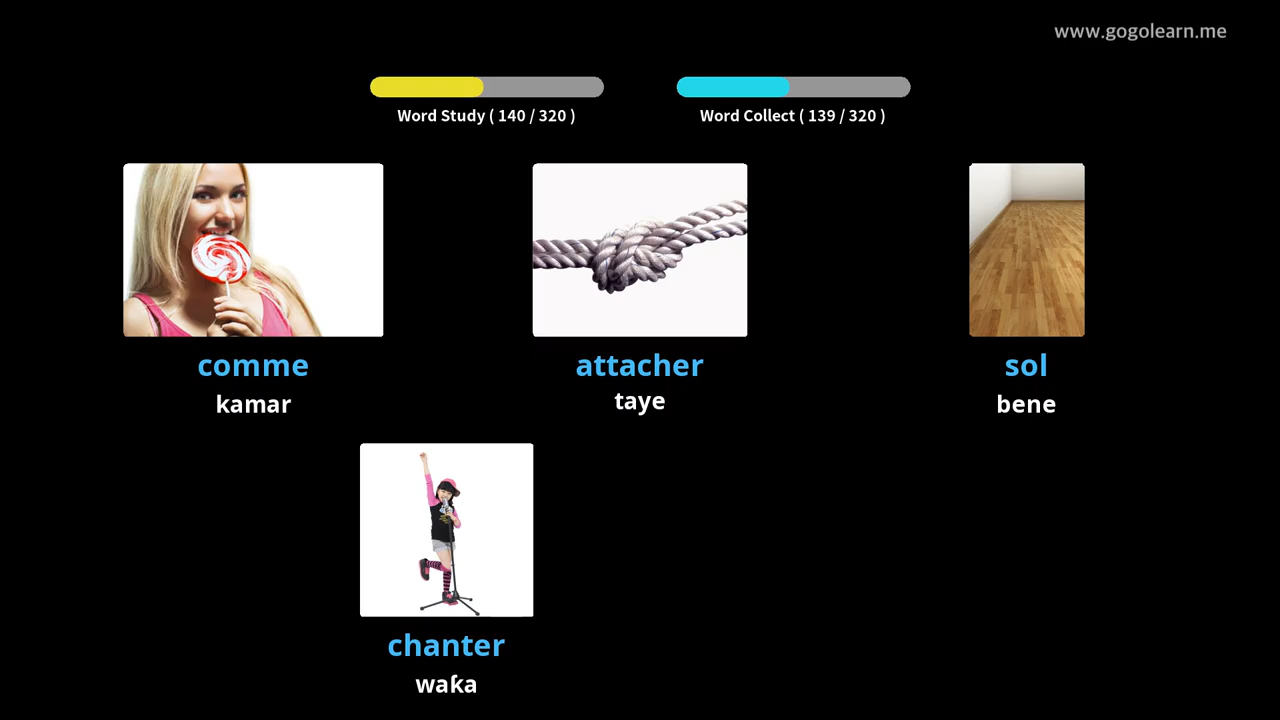 www.gogolearn.me
Word Study ( 140 / 320 )
Word Collect ( 139 / 320 )
comme
attacher
sol
kamar
taye
bene
chanter
waƙa